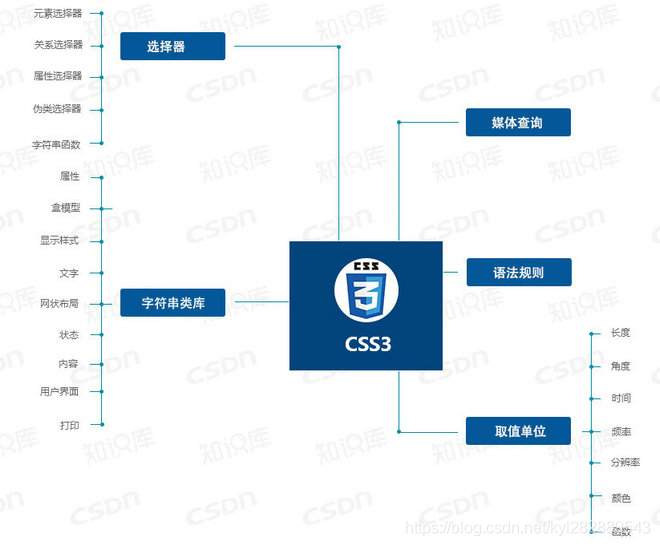 元素选择器
关系选择器
属性选择器
伪类选择器
字符串函数
选择器
属性
盒模型
显示样式
文字
网状布局
状态
内容
用户界面
打印
字符串类库
CSS
3
CSS3
媒体查询
语法规则
取值单位
长度
角度
时间
频率
分辨率
颜色
函数
CSDN
知识库